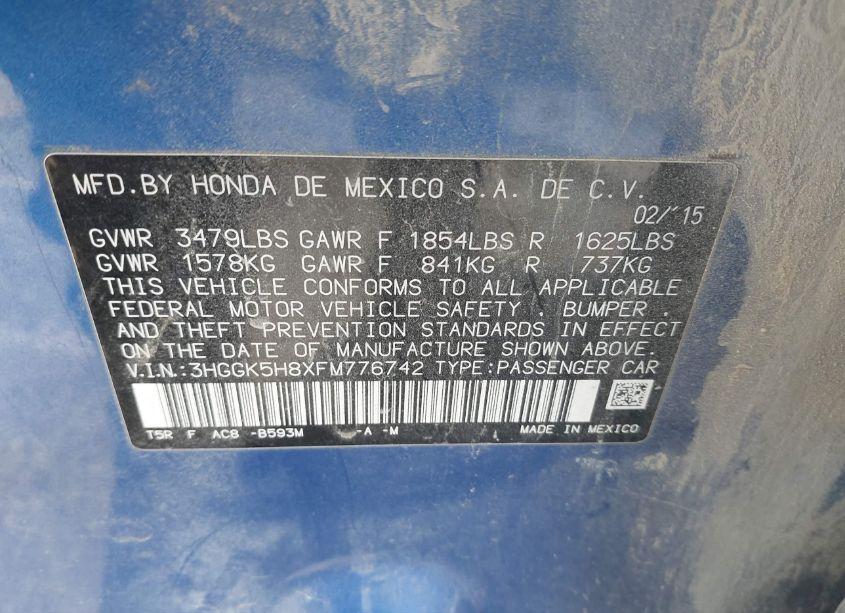 MFD.BY HONDA DE MEXICO S.A. DE C.V.
02/'15
GVWR 3479LBS GAWR F 1854LBS R 1625LBS
GVWR 1578KG GAWR F 841KG R 737KG
THIS VEHICLE CONFORMS TO ALL APPLICABLE
FEDERAL MOTOR VEHICLE SAFETY . BUMPER .
AND THEFT PREVENTION STANDARDS IN EFFECT
ON THE DATE OF MANUFACTURE SHOWN ABOVE.
V.I.N.:3HGGK5H8XFM776742 TYPE:PASSENGER CAR
T5R F AC8 -B593M -A -M MADE IN MEXICO